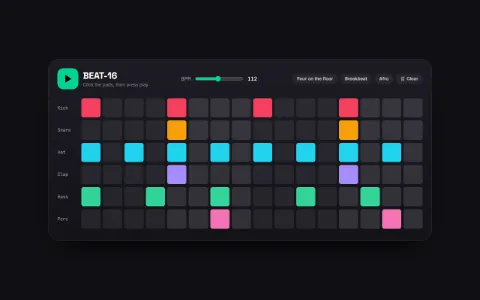 BEAT-16
Click the pads, then press play
BPM
112
Four on the floor
Breakbeat
Afro
Clear
Kick
Snare
Hat
Clap
Perc